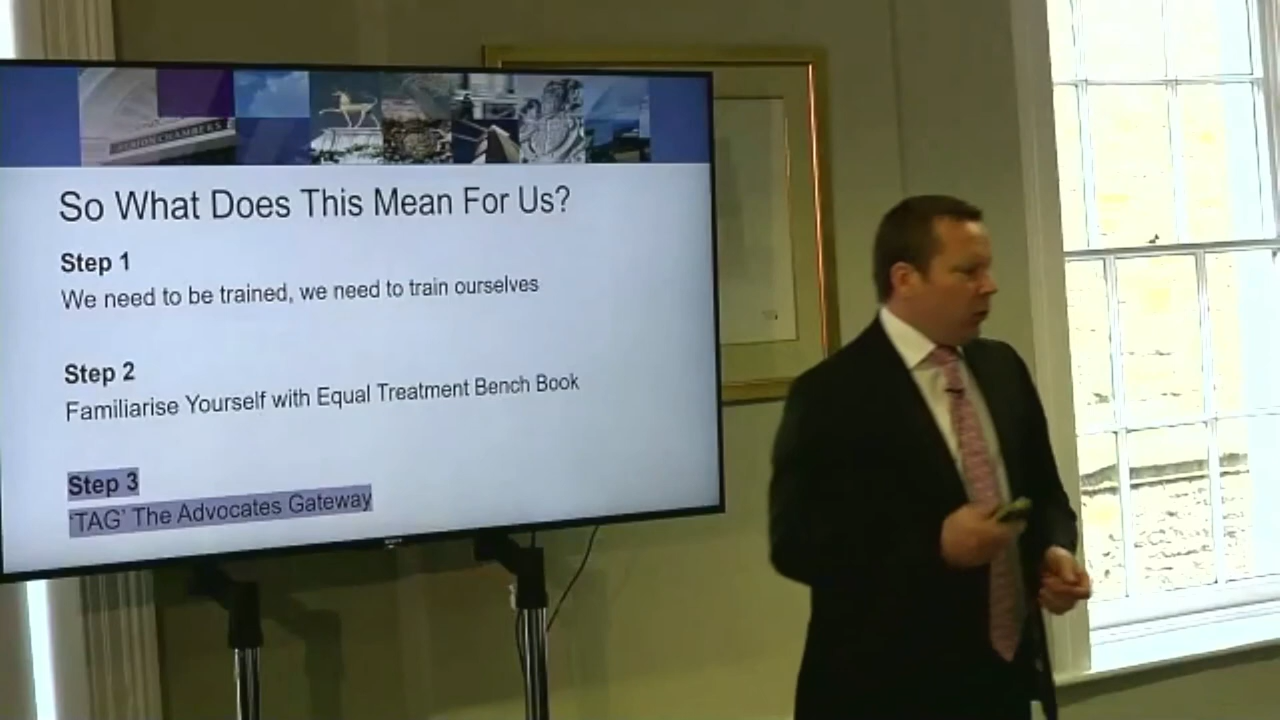 So What Does This Mean For Us?
Step 1
We need to be trained, we need to train ourselves
Step 2
Familiarise Yourself with Equal Treatment Bench Book
Step 3
'TAG' The Advocates Gateway